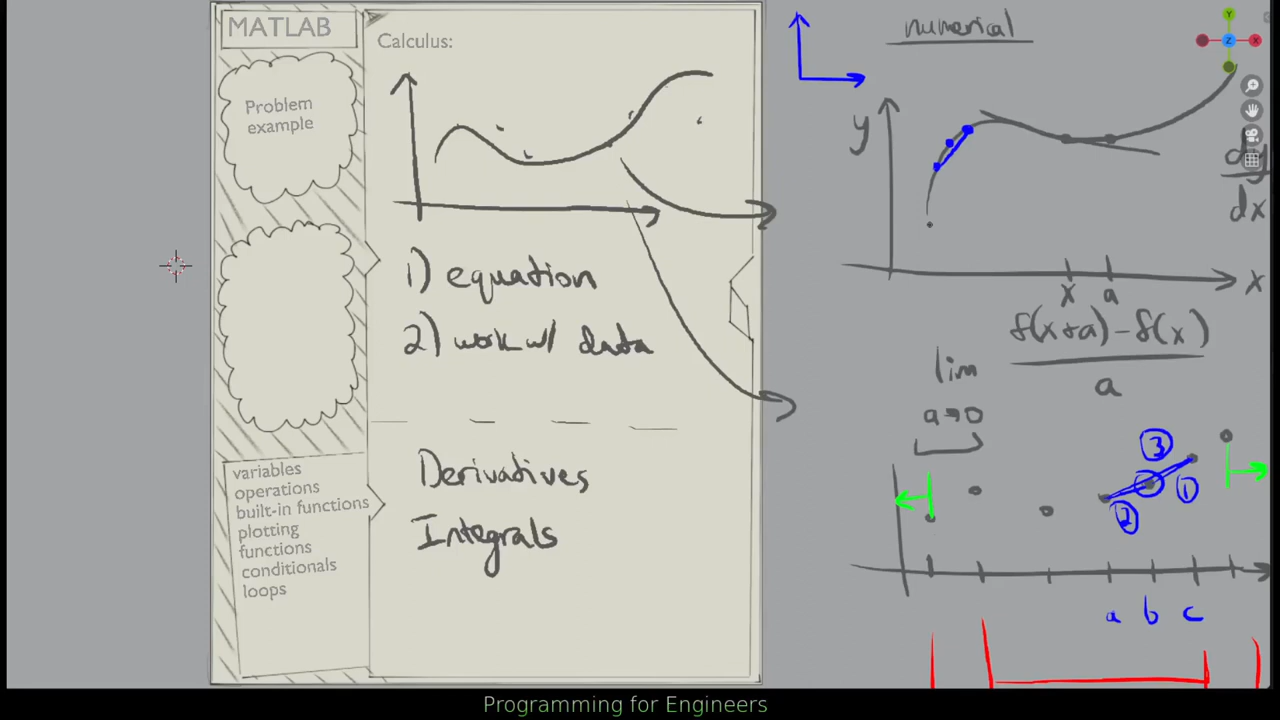 MATLAB
Problem
example
variables
operations
built-in functions
plotting
functions
conditionals
loops
Calculus:
1) equation
2) work w/ data
Derivatives
Integrals
numerical
y
x
x a
dy
dx
f(x+a)-f(x)
a
lim
a→0
3
1
2
a b c
Y
Z
X
Programming for Engineers